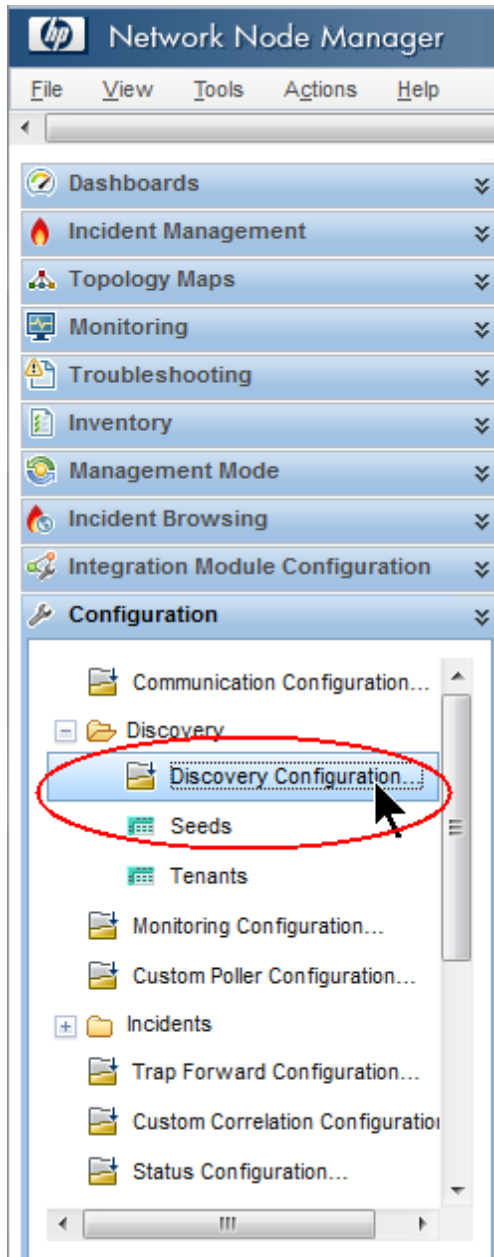 hp Network Node Manager
File View Tools Actions Help
Dashboards
Incident Management
Topology Maps
Monitoring
Troubleshooting
Inventory
Management Mode
Incident Browsing
Integration Module Configuration
Configuration
Communication Configuration...
Discovery
Discovery Configuration...
Seeds
Tenants
Monitoring Configuration...
Custom Poller Configuration...
Incidents
Trap Forward Configuration...
Custom Correlation Configuration
Status Configuration...